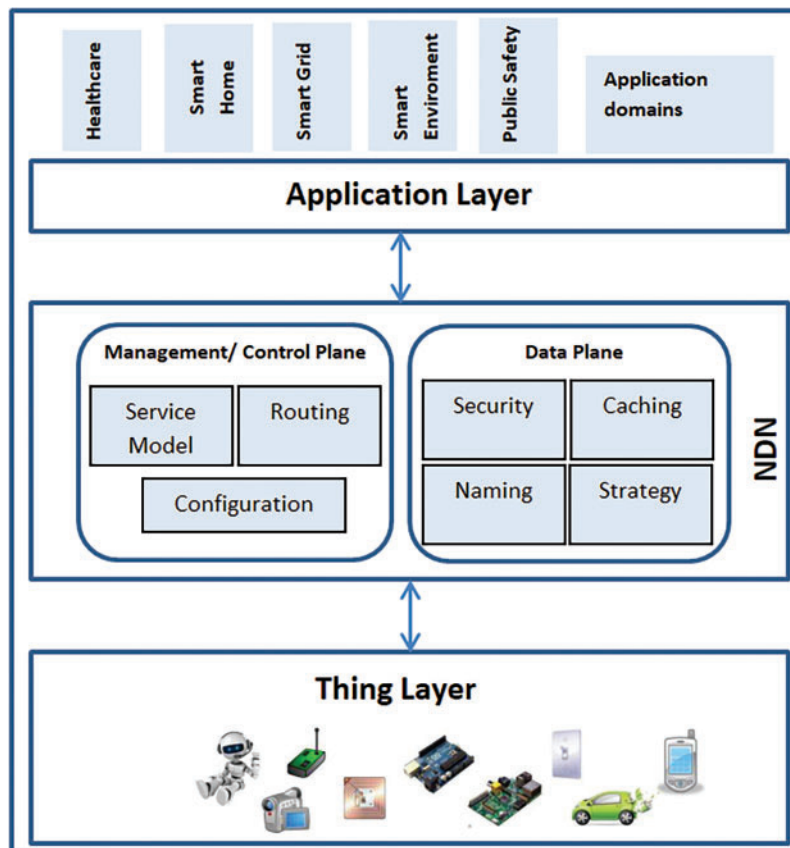 Healthcare
Smart
Home
Smart Grid
Smart
Enviroment
Public Safety
Application
domains
Application Layer
Management/ Control Plane
Service
Model
Routing
Configuration
Data Plane
Security
Caching
Naming
Strategy
NDN
Thing Layer